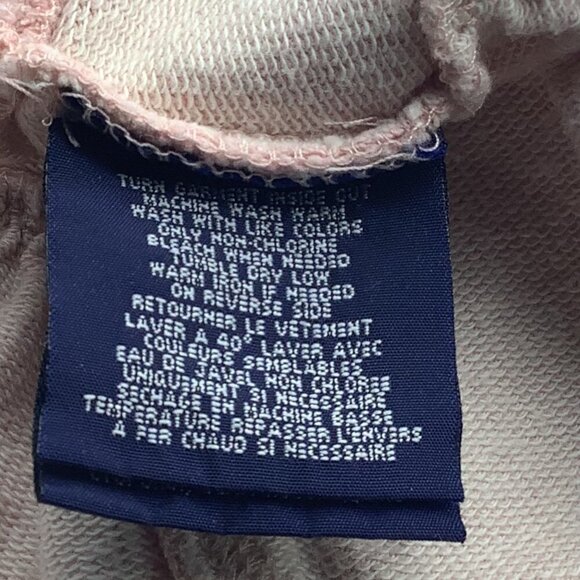 TURN GARMENT INSIDE OUT
MACHINE WASH WARM
WASH WITH LIKE COLORS
ONLY NON-CHLORINE
BLEACH WHEN NEEDED
TUMBLE DRY LOW
WARM IRON IF NEEDED
ON REVERSE SIDE
RETOURNER LE VÉTEMENT
LAVER A 40° LAVER AVEC
COULEURS SEMBLABLES
EAU DE JAVEL NON CHLOREE
UNIQUEMENT SI NECESSAIRE
SECHAGE EN MACHINE BASSE
TEMPERATURE REPASSER L'ENVERS
A FER CHAUD SI NECESSAIRE